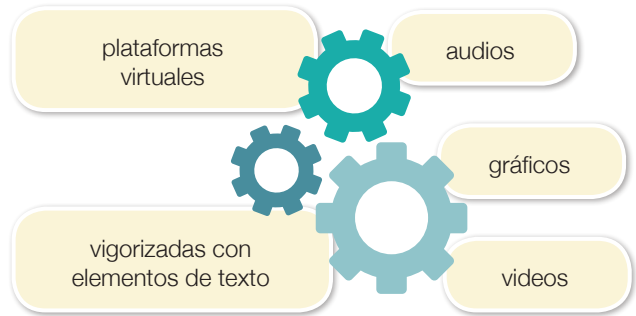 plataformas
virtuales
audios
gráficos
vigorizadas con
elementos de texto
videos